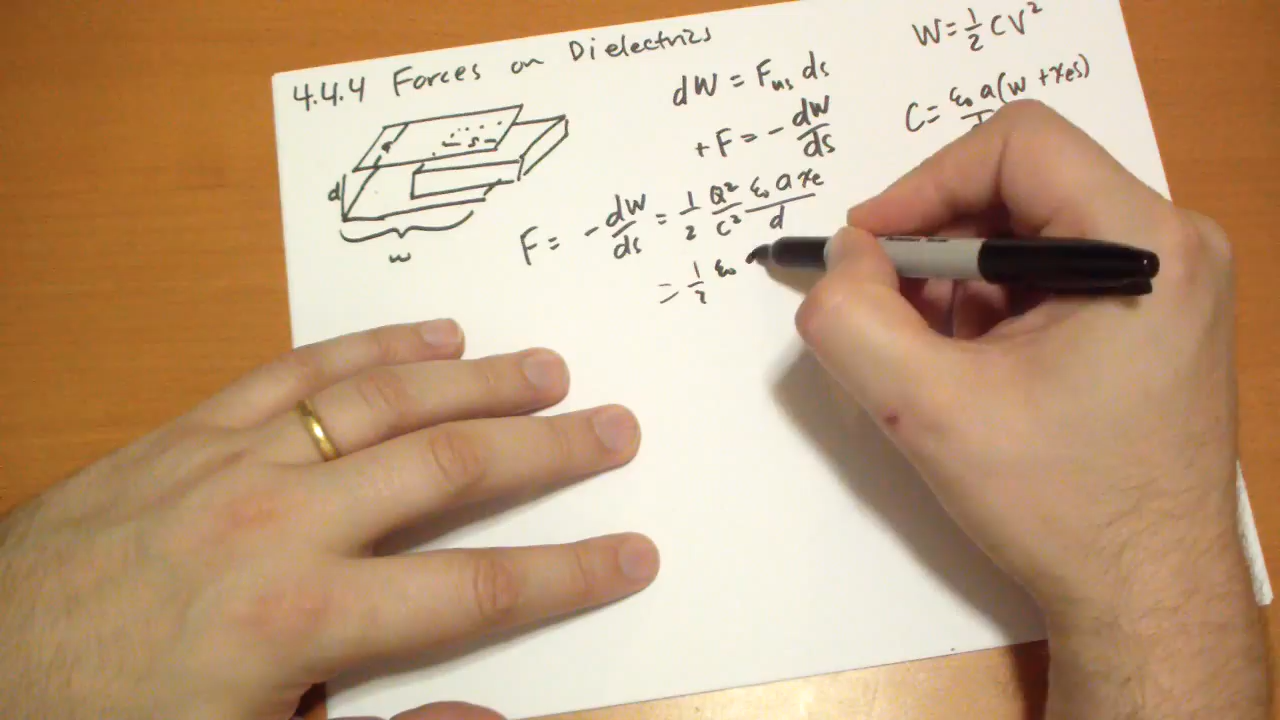 4.4.4 Forces on Dielectrics
W = 1/2 CV²
dW = F_us ds
C = ε₀ a(w + χes)
+F = - dW/ds
F = - dW/ds = 1/2 Q²/C² ε₀ a χe/d
= 1/2 ε₀
a
s
d
w